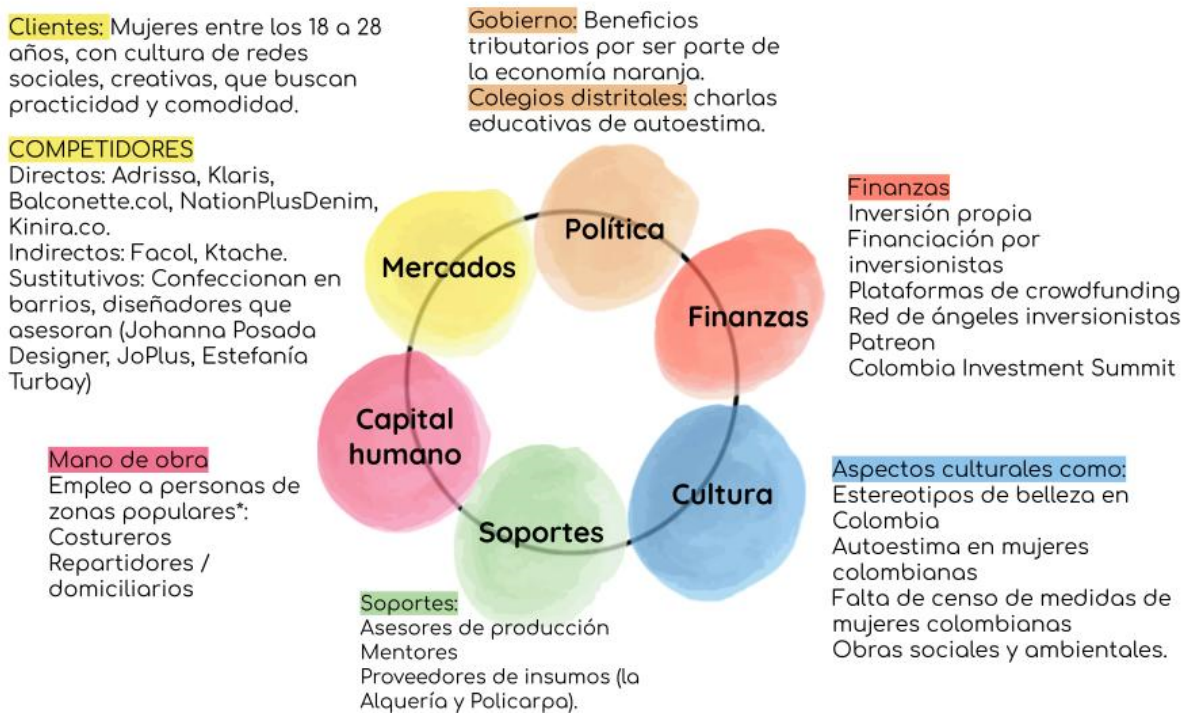 Clientes: Mujeres entre los 18 a 28
años, con cultura de redes
sociales, creativas, que buscan
practicidad y comodidad.
COMPETIDORES
Directos: Adrissa, Klaris,
Balconette.col, NationPlusDenim,
Kinira.co.
Indirectos: Facol, Ktache.
Sustitutivos: Confeccionan en
barrios, diseñadores que
asesoran (Johanna Posada
Designer, JoPlus, Estefanía
Turbay)
Gobierno: Beneficios
tributarios por ser parte de
la economía naranja.
Colegios distritales: charlas
educativas de autoestima.
Mercados
Política
Finanzas
Capital
humano
Soportes
Cultura
Finanzas
Inversión propia
Financiación por
inversionistas
Plataformas de crowdfunding
Red de ángeles inversionistas
Patreon
Colombia Investment Summit
Mano de obra
Empleo a personas de
zonas populares*:
Costureros
Repartidores /
domiciliarios
Soportes:
Asesores de producción
Mentores
Proveedores de insumos (la
Alquería y Policarpa).
Aspectos culturales como:
Estereotipos de belleza en
Colombia
Autoestima en mujeres
colombianas
Falta de censo de medidas de
mujeres colombianas
Obras sociales y ambientales.